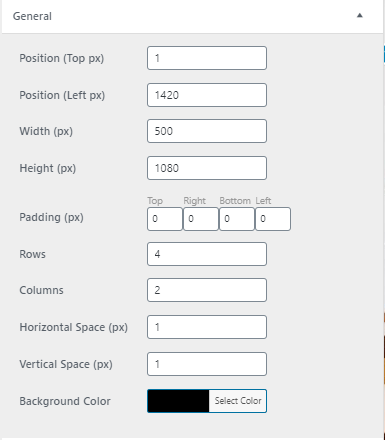 General
Position (Top px) 1
Position (Left px) 1420
Width (px) 500
Height (px) 1080
Top Right Bottom Left
Padding (px) 0 0 0 0
Rows 4
Columns 2
Horizontal Space (px) 1
Vertical Space (px) 1
Background Color Select Color